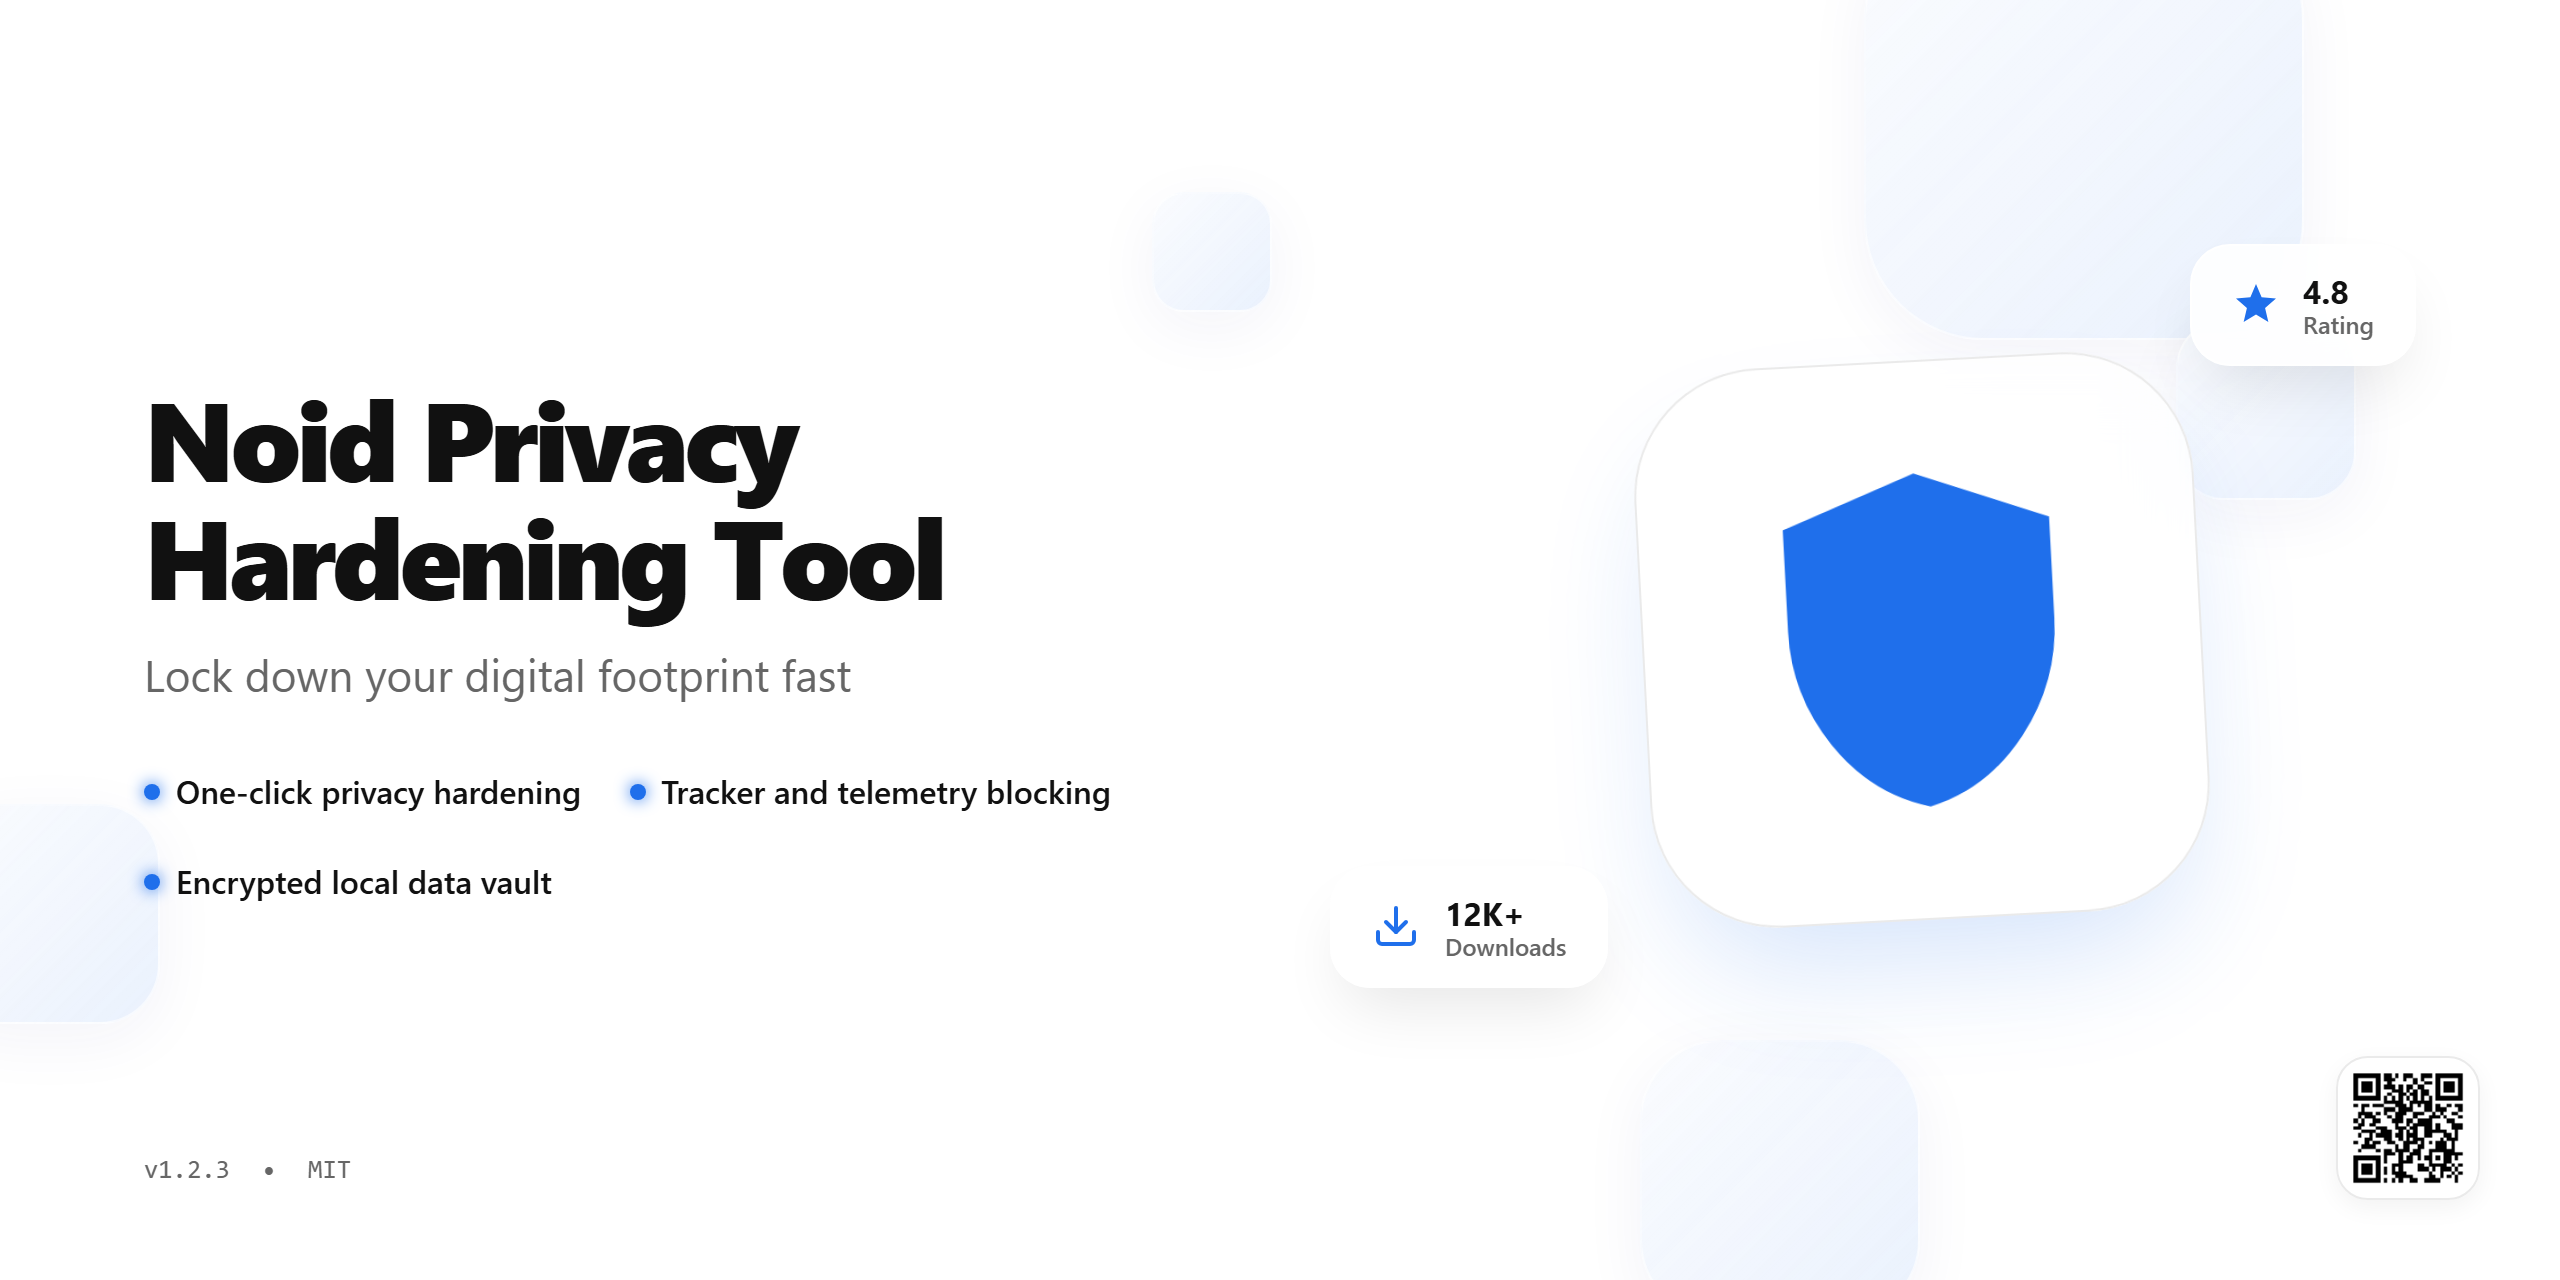 Noid Privacy
Hardening Tool
Lock down your digital footprint fast
One-click privacy hardening
Tracker and telemetry blocking
Encrypted local data vault
4.8
Rating
12K+
Downloads
v1.2.3 • MIT